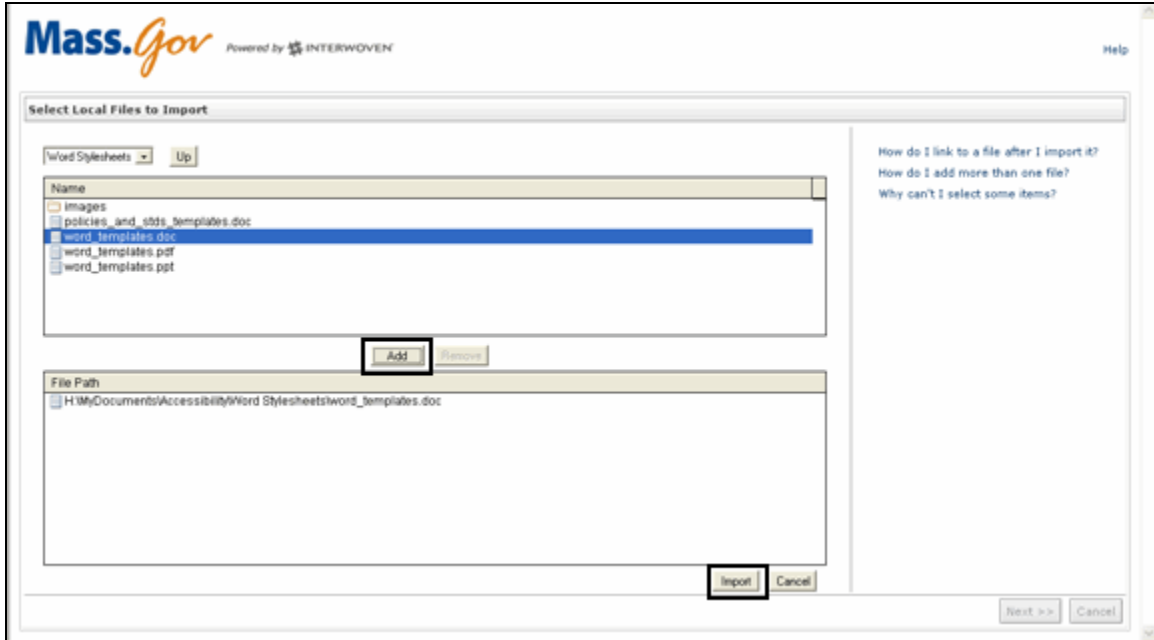 Mass.Gov Powered by INTERWOVEN
Help
Select Local Files to Import
Word Stylesheets Up
How do I link to a file after I import it?
How do I add more than one file?
Why can't I select some items?
Name
images
policies_and_stds_templates.doc
word_templates.doc
word_templates.pdf
word_templates.ppt
Add Remove
File Path
H:\MyDocuments\Accessibility\Word Stylesheets\word_templates.doc
Import Cancel
Next >> Cancel